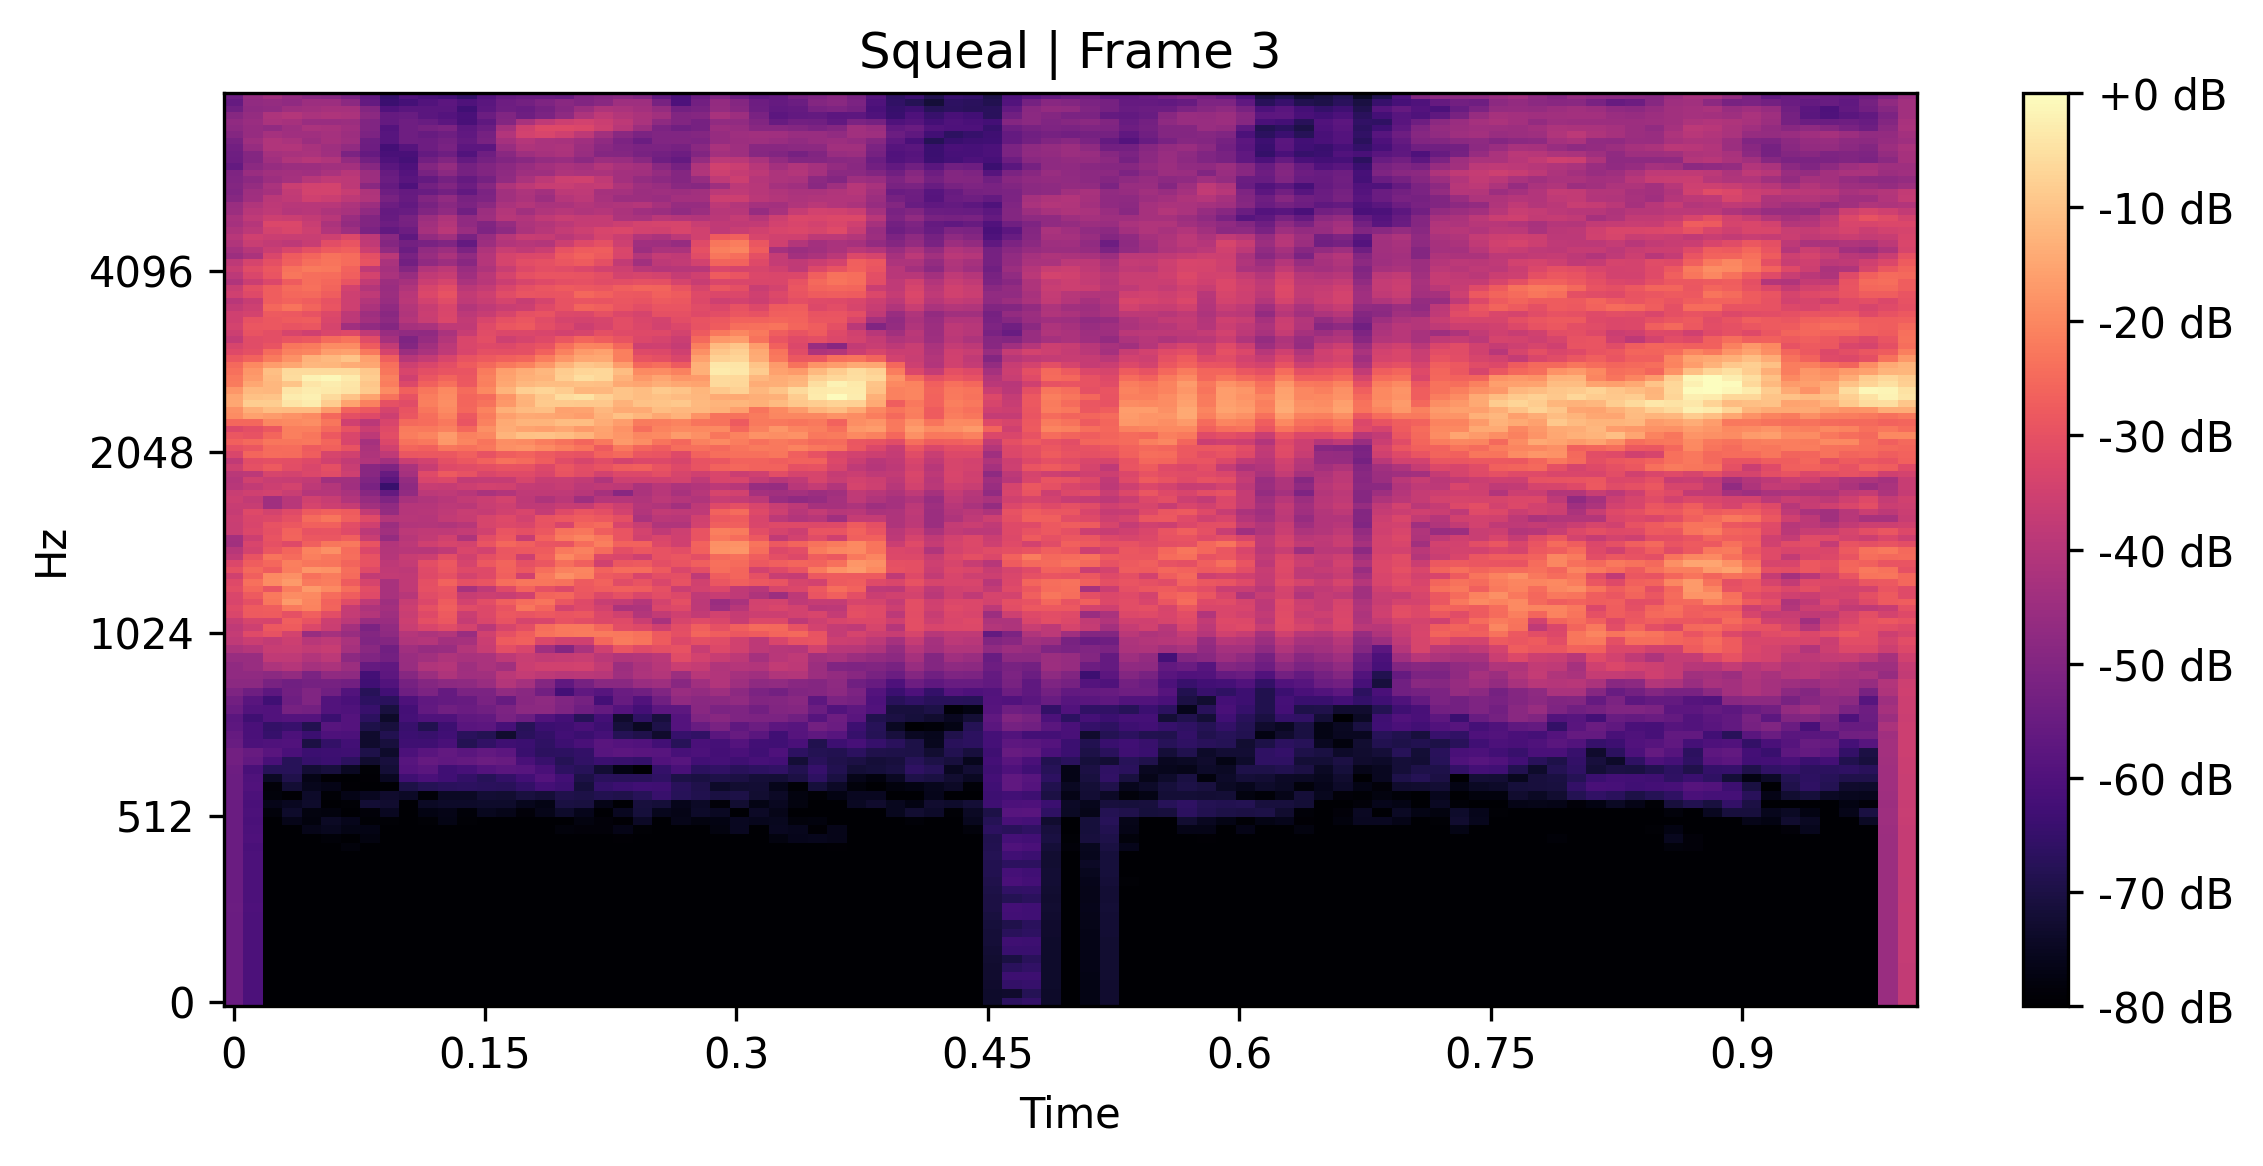 Squeal | Frame 3
+0 dB
-10 dB
-20 dB
-30 dB
-40 dB
-50 dB
-60 dB
-70 dB
-80 dB
Hz
4096
2048
1024
512
0
0 0.15 0.3 0.45 0.6 0.75 0.9
Time